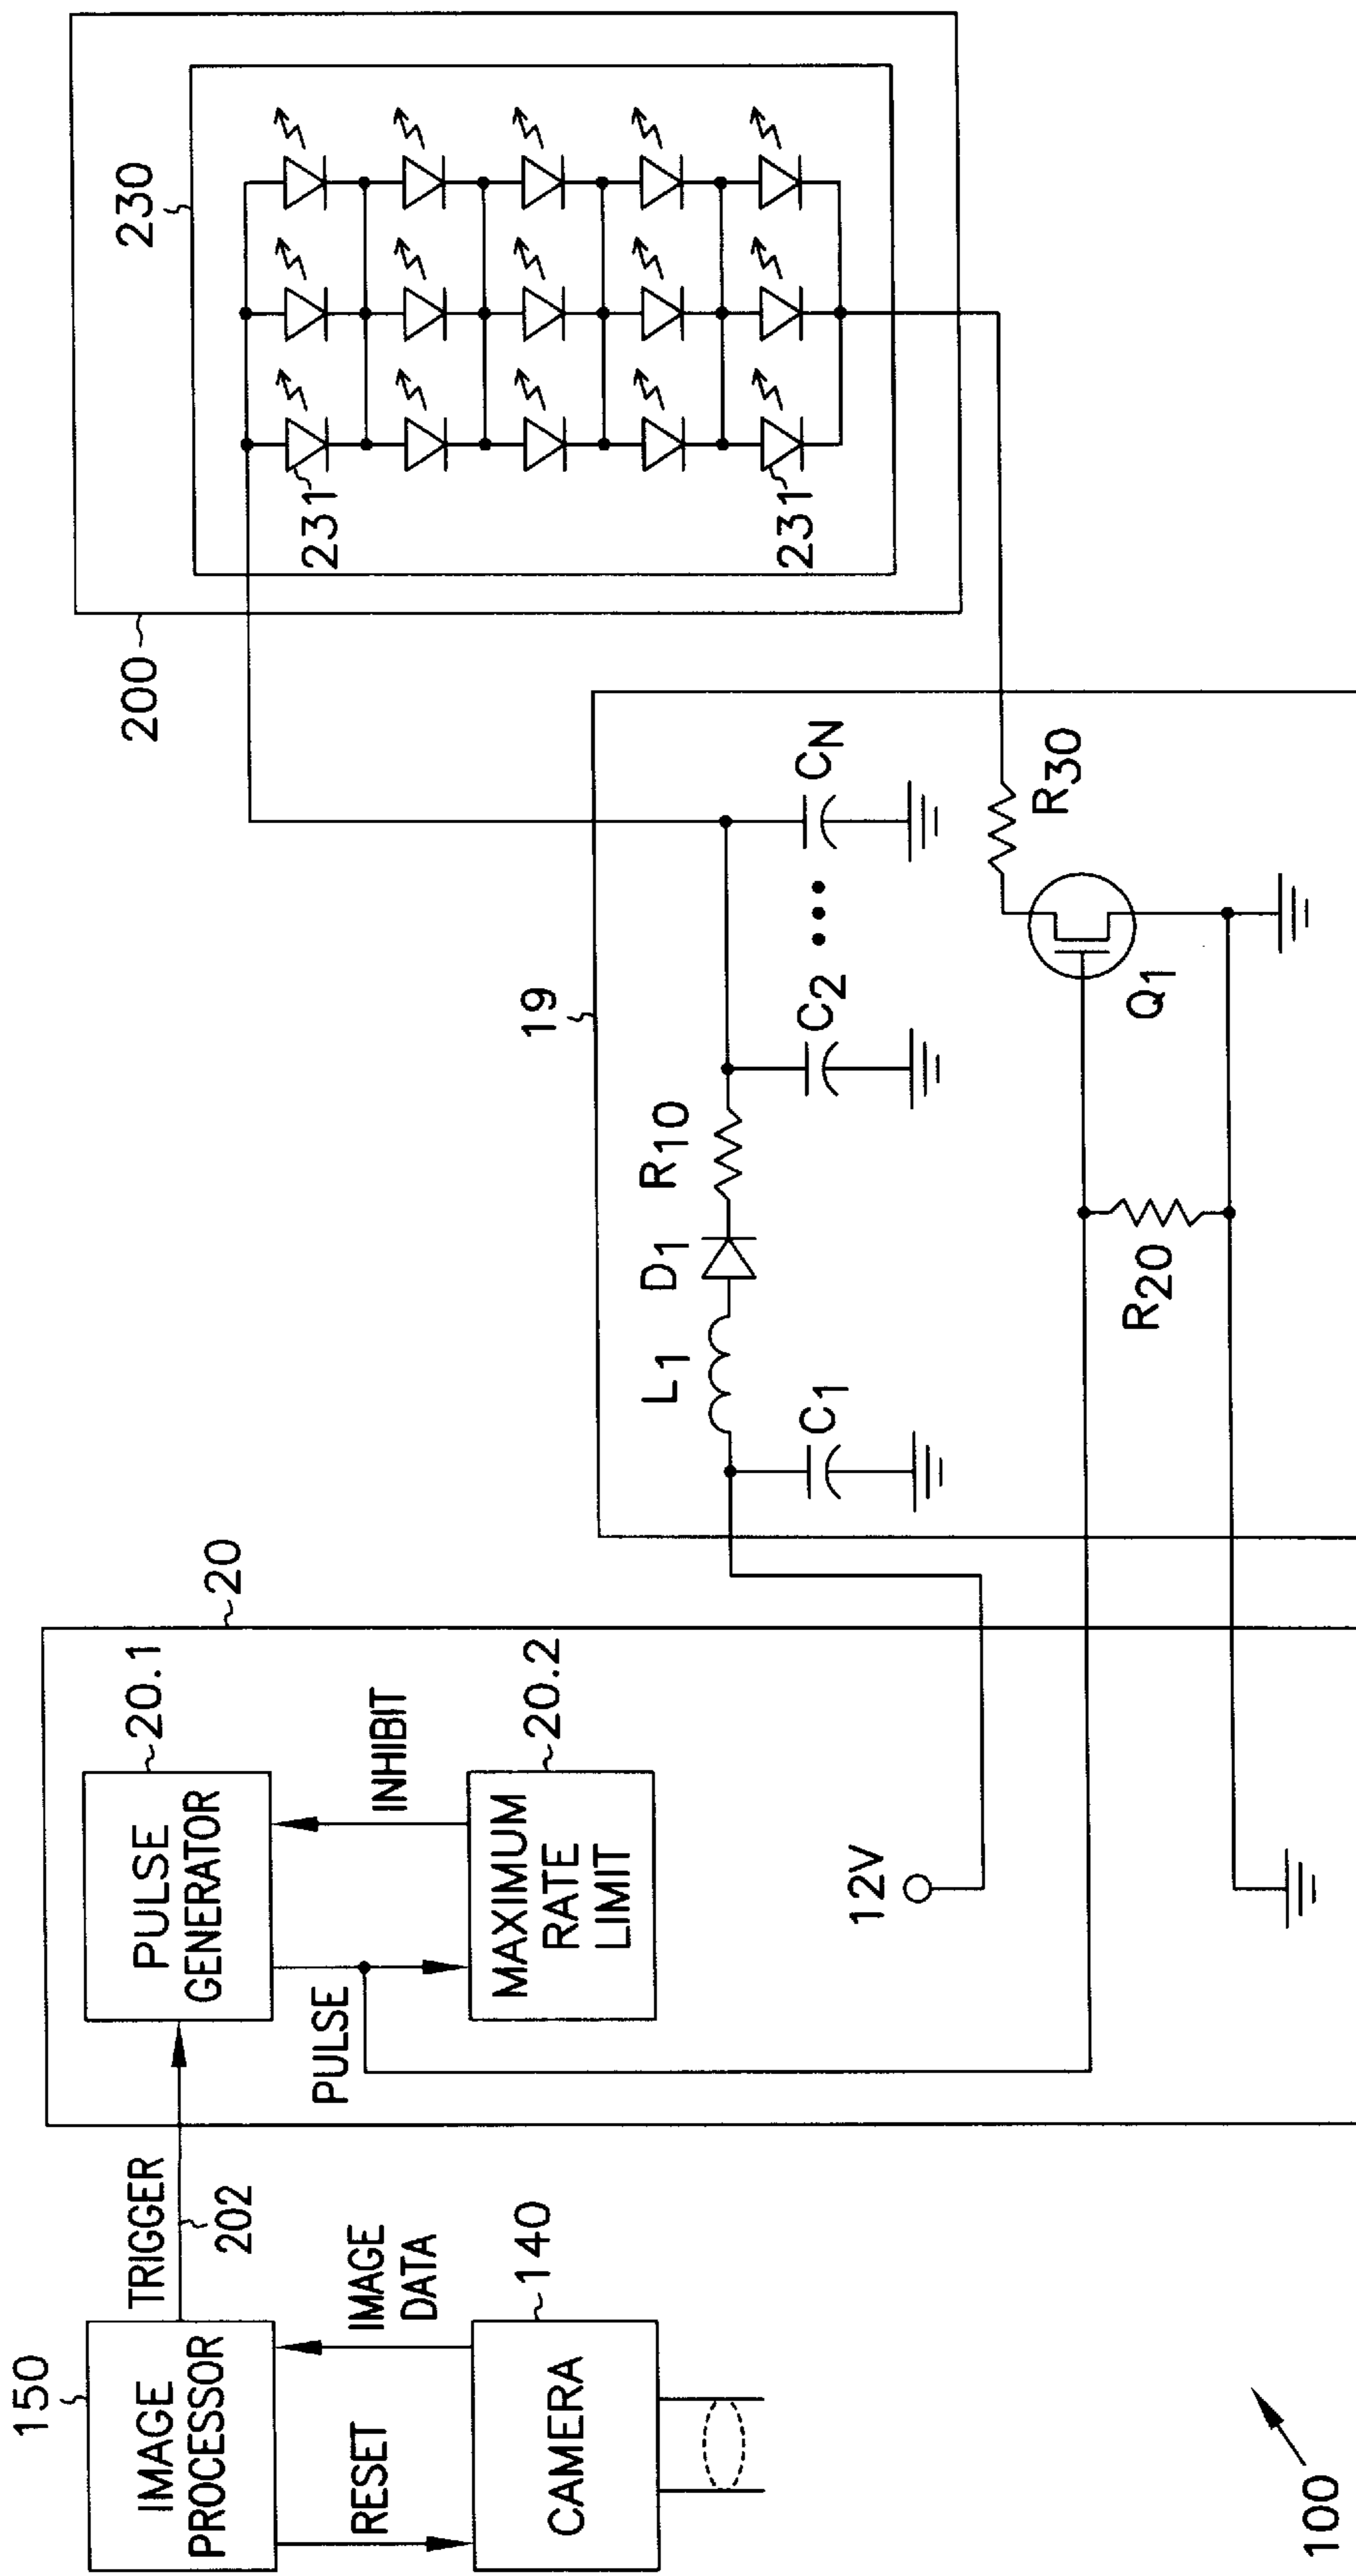 150
IMAGE
PROCESSOR
TRIGGER
202
RESET
IMAGE
DATA
140
CAMERA
100
20
20.1
PULSE
GENERATOR
PULSE
INHIBIT
20.2
MAXIMUM
RATE
LIMIT
12V
19
C1
L1
D1
R10
C2
CN
R20
Q1
R30
200
230
231
231